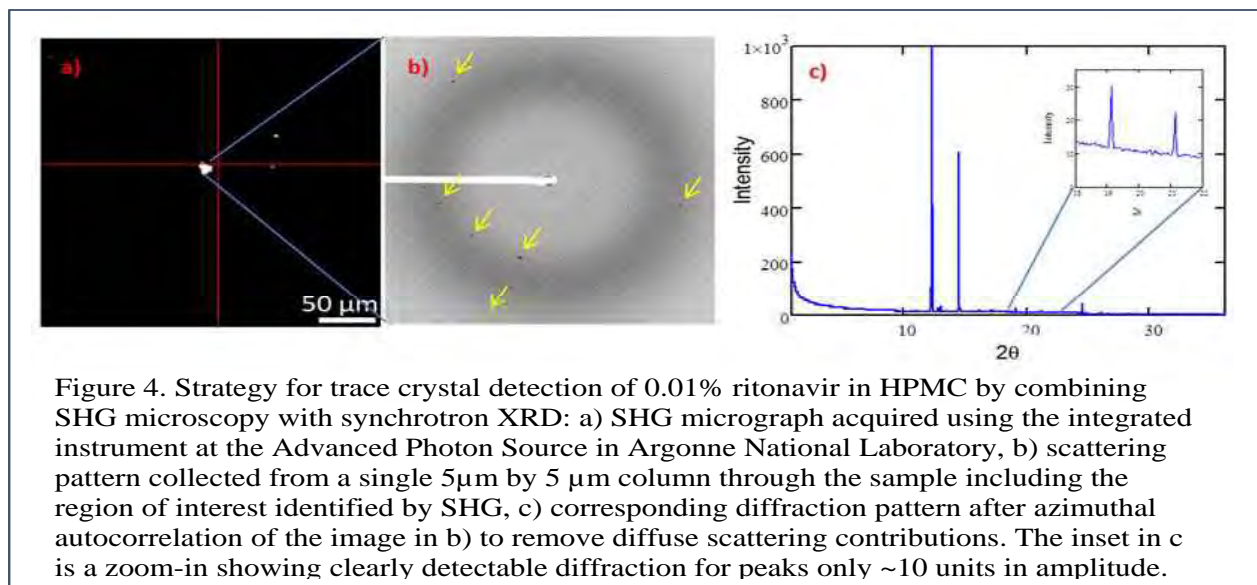 a)
50 µm
b)
c)
1×10³
800
600
400
200
0
Intensity
10
20
30
2θ
Intensity
Figure 4. Strategy for trace crystal detection of 0.01% ritonavir in HPMC by combining
SHG microscopy with synchrotron XRD: a) SHG micrograph acquired using the integrated
instrument at the Advanced Photon Source in Argonne National Laboratory, b) scattering
pattern collected from a single 5µm by 5 µm column through the sample including the
region of interest identified by SHG, c) corresponding diffraction pattern after azimuthal
autocorrelation of the image in b) to remove diffuse scattering contributions. The inset in c
is a zoom-in showing clearly detectable diffraction for peaks only ~10 units in amplitude.